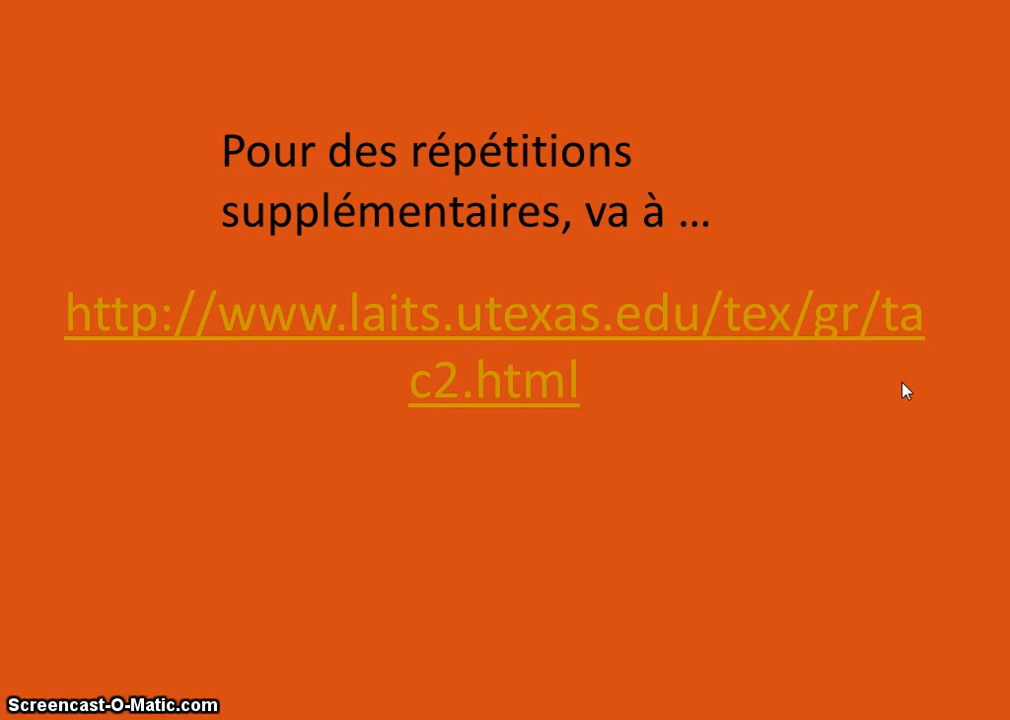 Pour des répétitions
supplémentaires, va à ...
http://www.laits.utexas.edu/tex/gr/ta
c2.html
Screencast-O-Matic.com